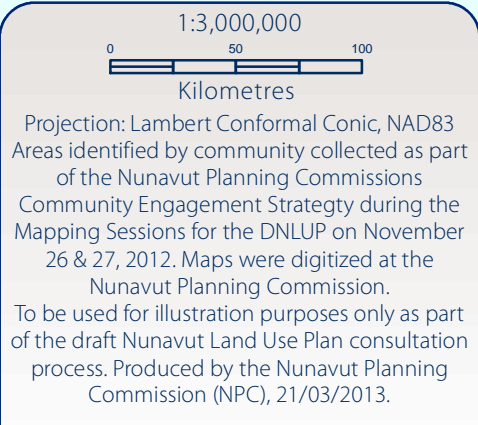 1:3,000,000
0 50 100
Kilometres
Projection: Lambert Conformal Conic, NAD83
Areas identified by community collected as part
of the Nunavut Planning Commissions
Community Engagement Strategty during the
Mapping Sessions for the DNLUP on November
26 & 27, 2012. Maps were digitized at the
Nunavut Planning Commission.
To be used for illustration purposes only as part
of the draft Nunavut Land Use Plan consultation
process. Produced by the Nunavut Planning
Commission (NPC), 21/03/2013.